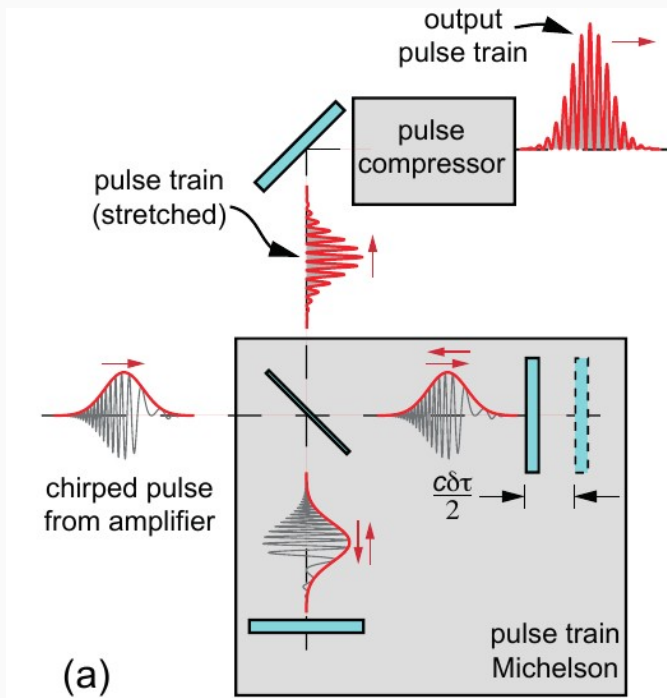 output
pulse train
pulse
compressor
pulse train
(stretched)
chirped pulse
from amplifier
cδτ
2
pulse train
Michelson
(a)